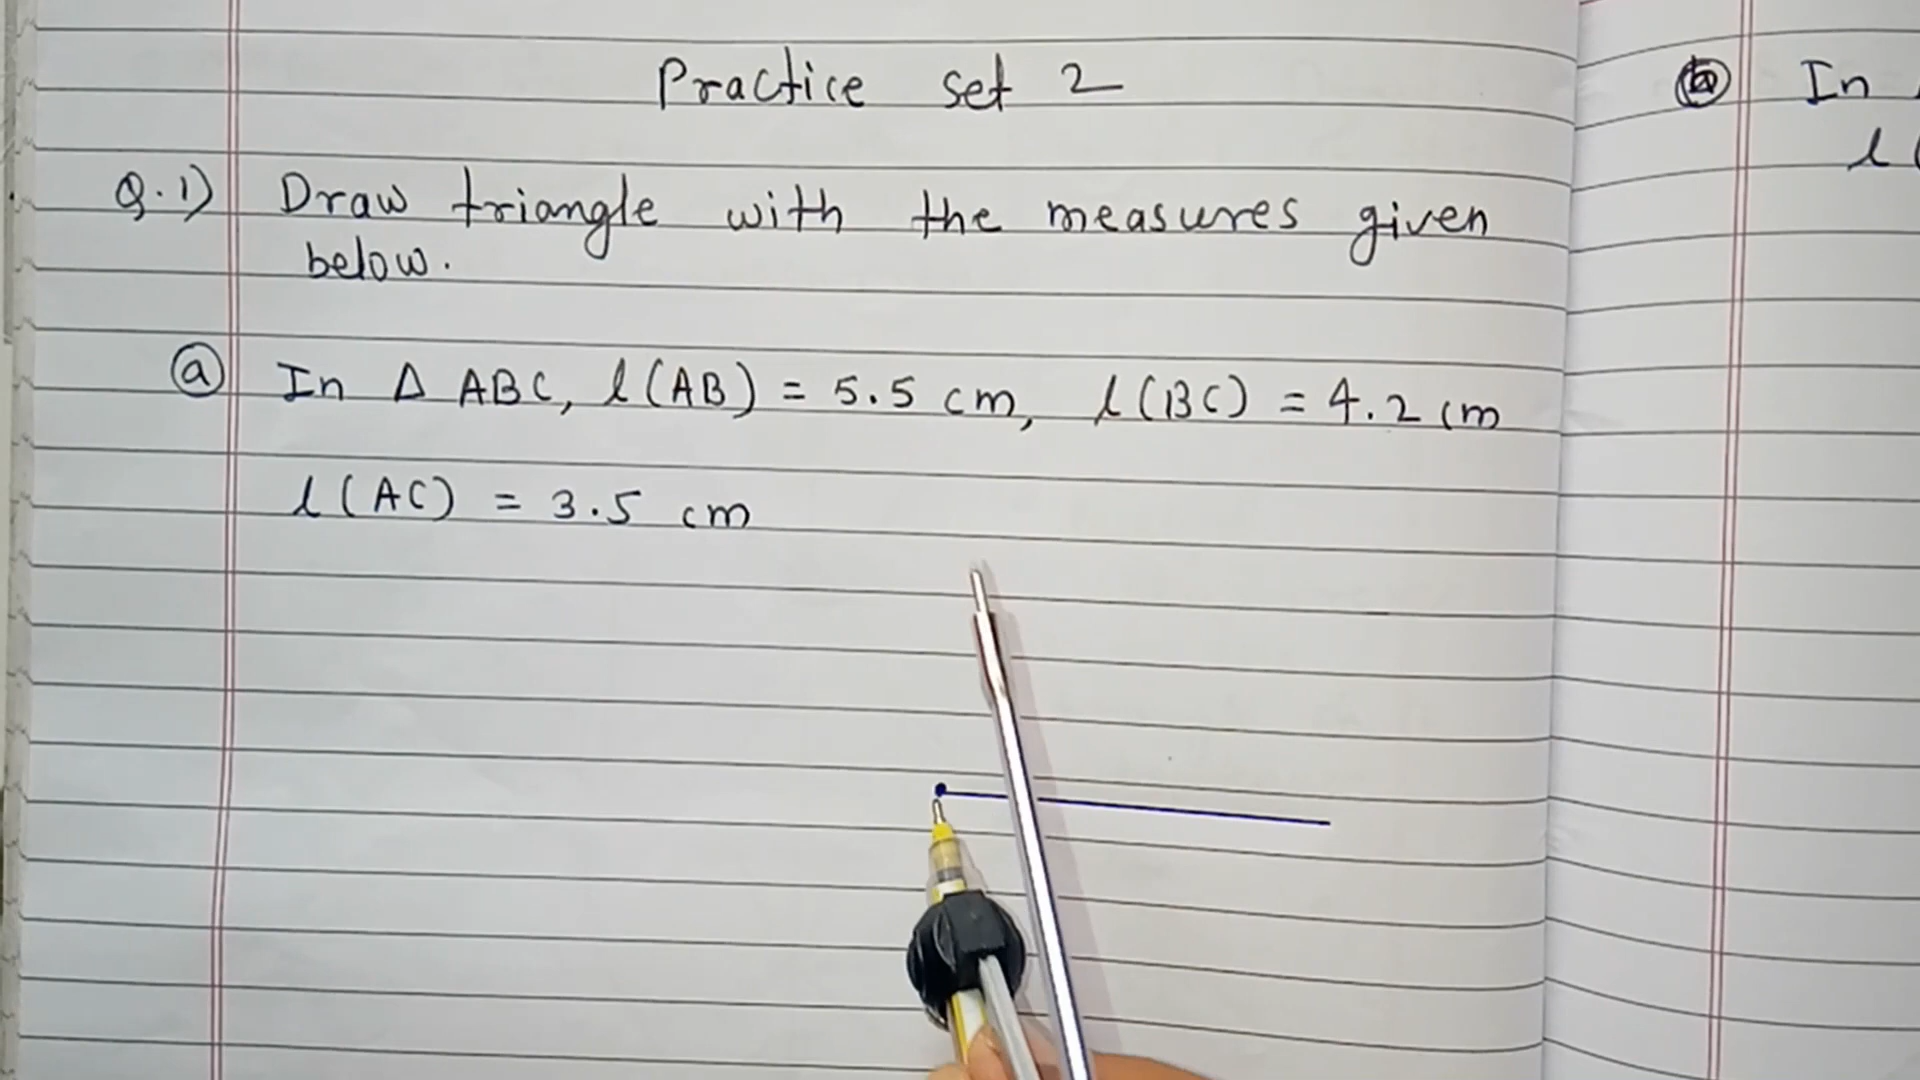 Practice set 2
Q.1) Draw triangle with the measures given
below.
ⓐ In Δ ABC, l(AB) = 5.5 cm, l(BC) = 4.2 cm
l(AC) = 3.5 cm
ⓑ In
l(